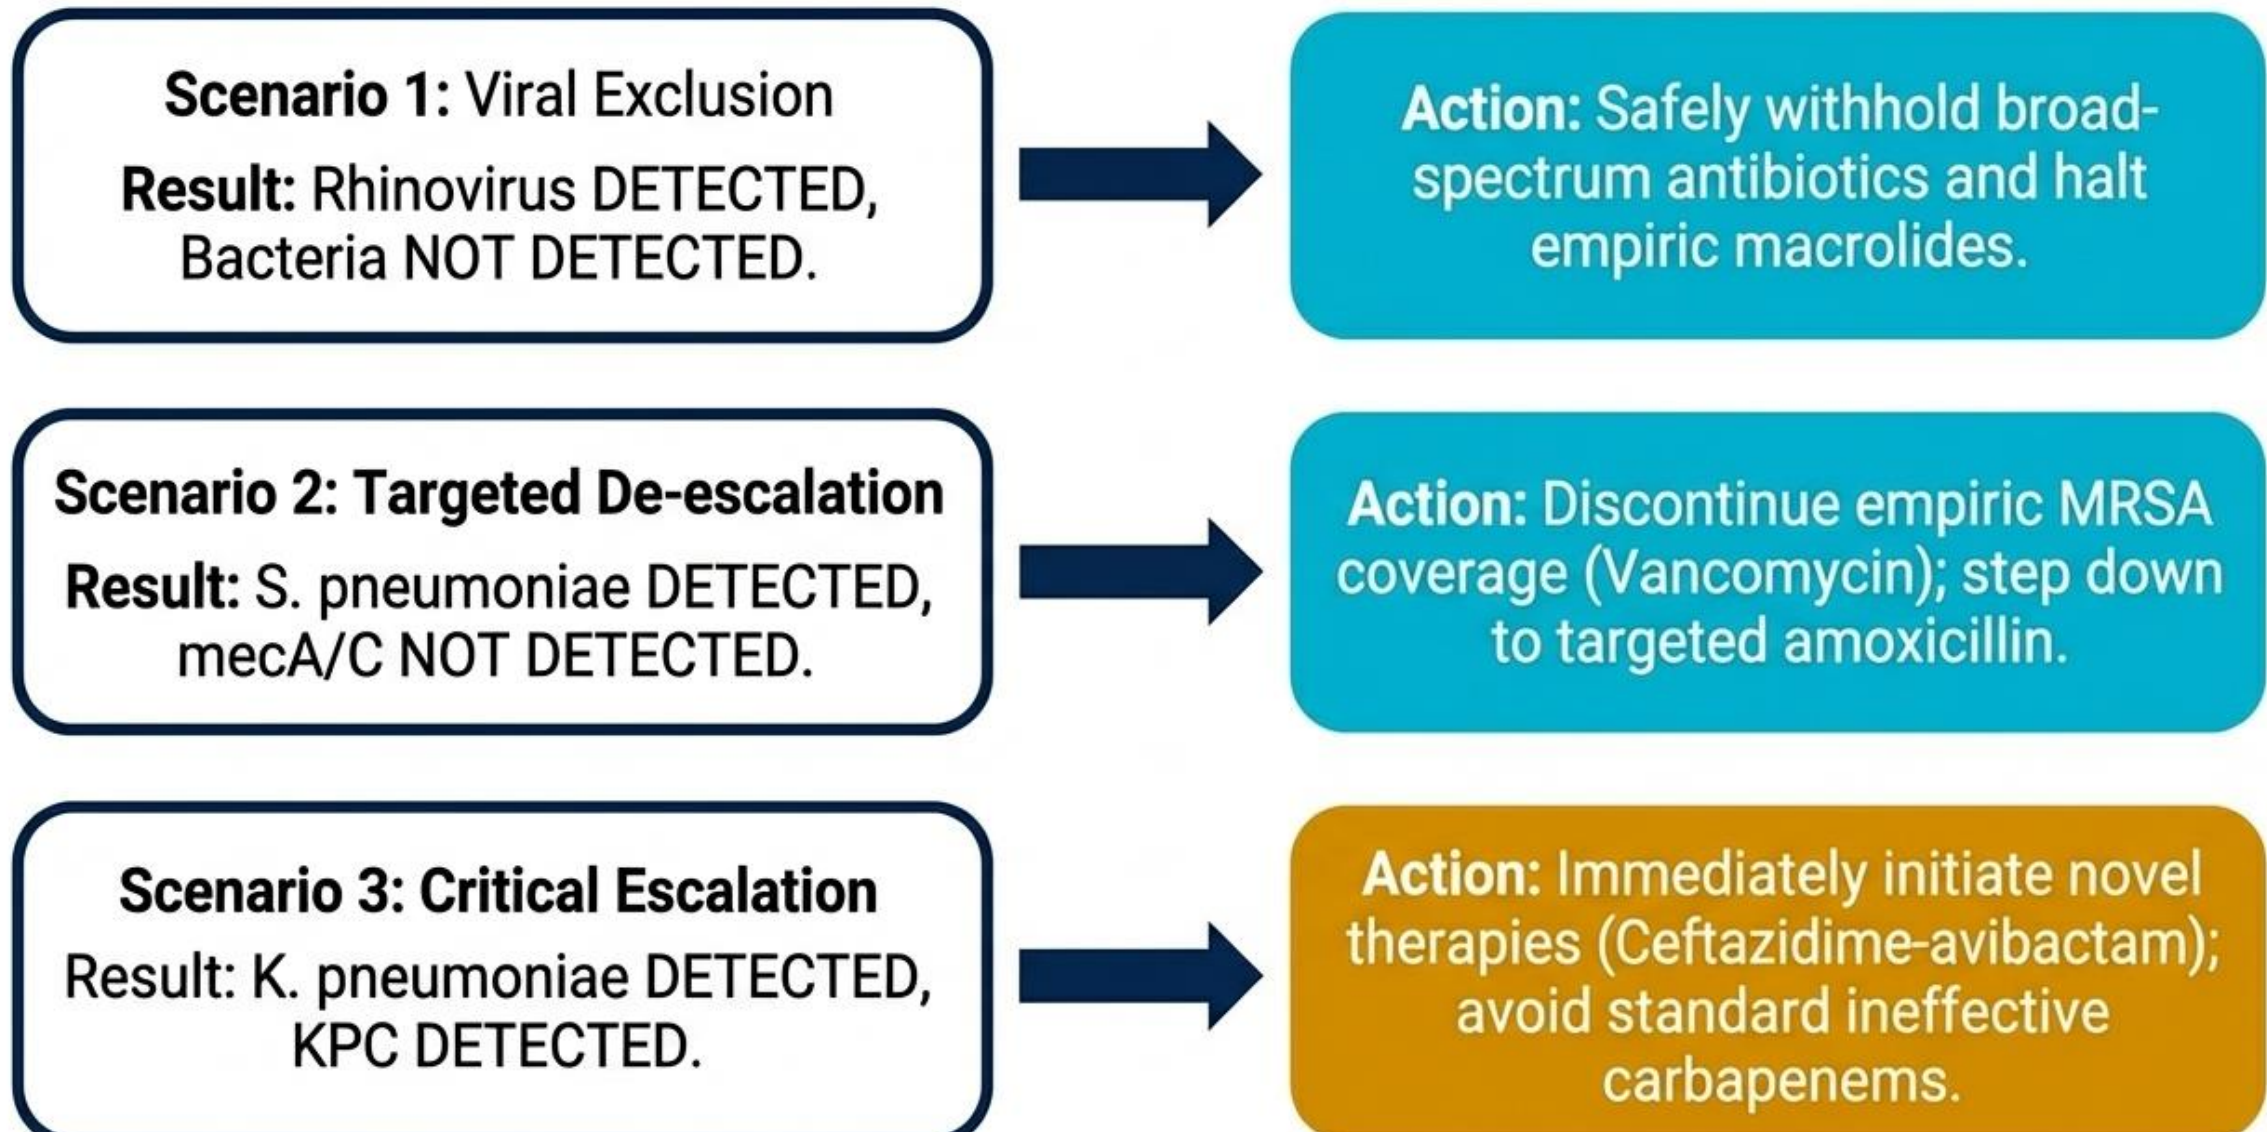 Scenario 1: Viral Exclusion
Result: Rhinovirus DETECTED,
Bacteria NOT DETECTED.
Action: Safely withhold broad-
spectrum antibiotics and halt
empiric macrolides.
Scenario 2: Targeted De-escalation
Result: S. pneumoniae DETECTED,
mecA/C NOT DETECTED.
Action: Discontinue empiric MRSA
coverage (Vancomycin); step down
to targeted amoxicillin.
Scenario 3: Critical Escalation
Result: K. pneumoniae DETECTED,
KPC DETECTED.
Action: Immediately initiate novel
therapies (Ceftazidime-avibactam);
avoid standard ineffective
carbapenems.